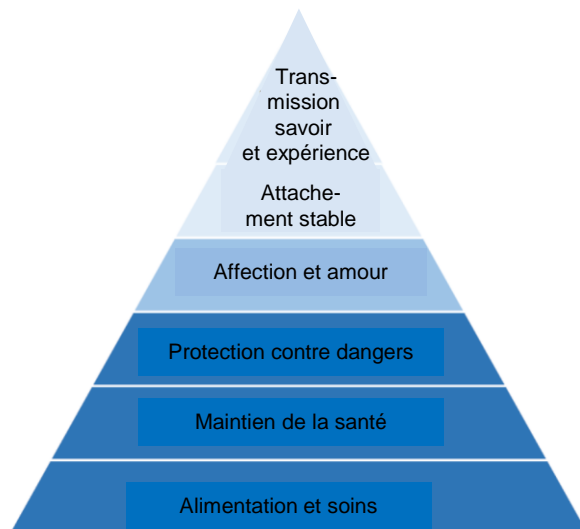 Trans-
mission
savoir
et expérience
Attache-
ment stable
Affection et amour
Protection contre dangers
Maintien de la santé
Alimentation et soins